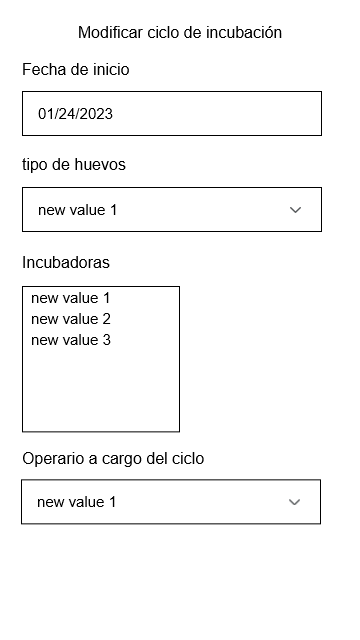 Modificar ciclo de incubación
Fecha de inicio
01/24/2023
tipo de huevos
new value 1
Incubadoras
new value 1
new value 2
new value 3
Operario a cargo del ciclo
new value 1